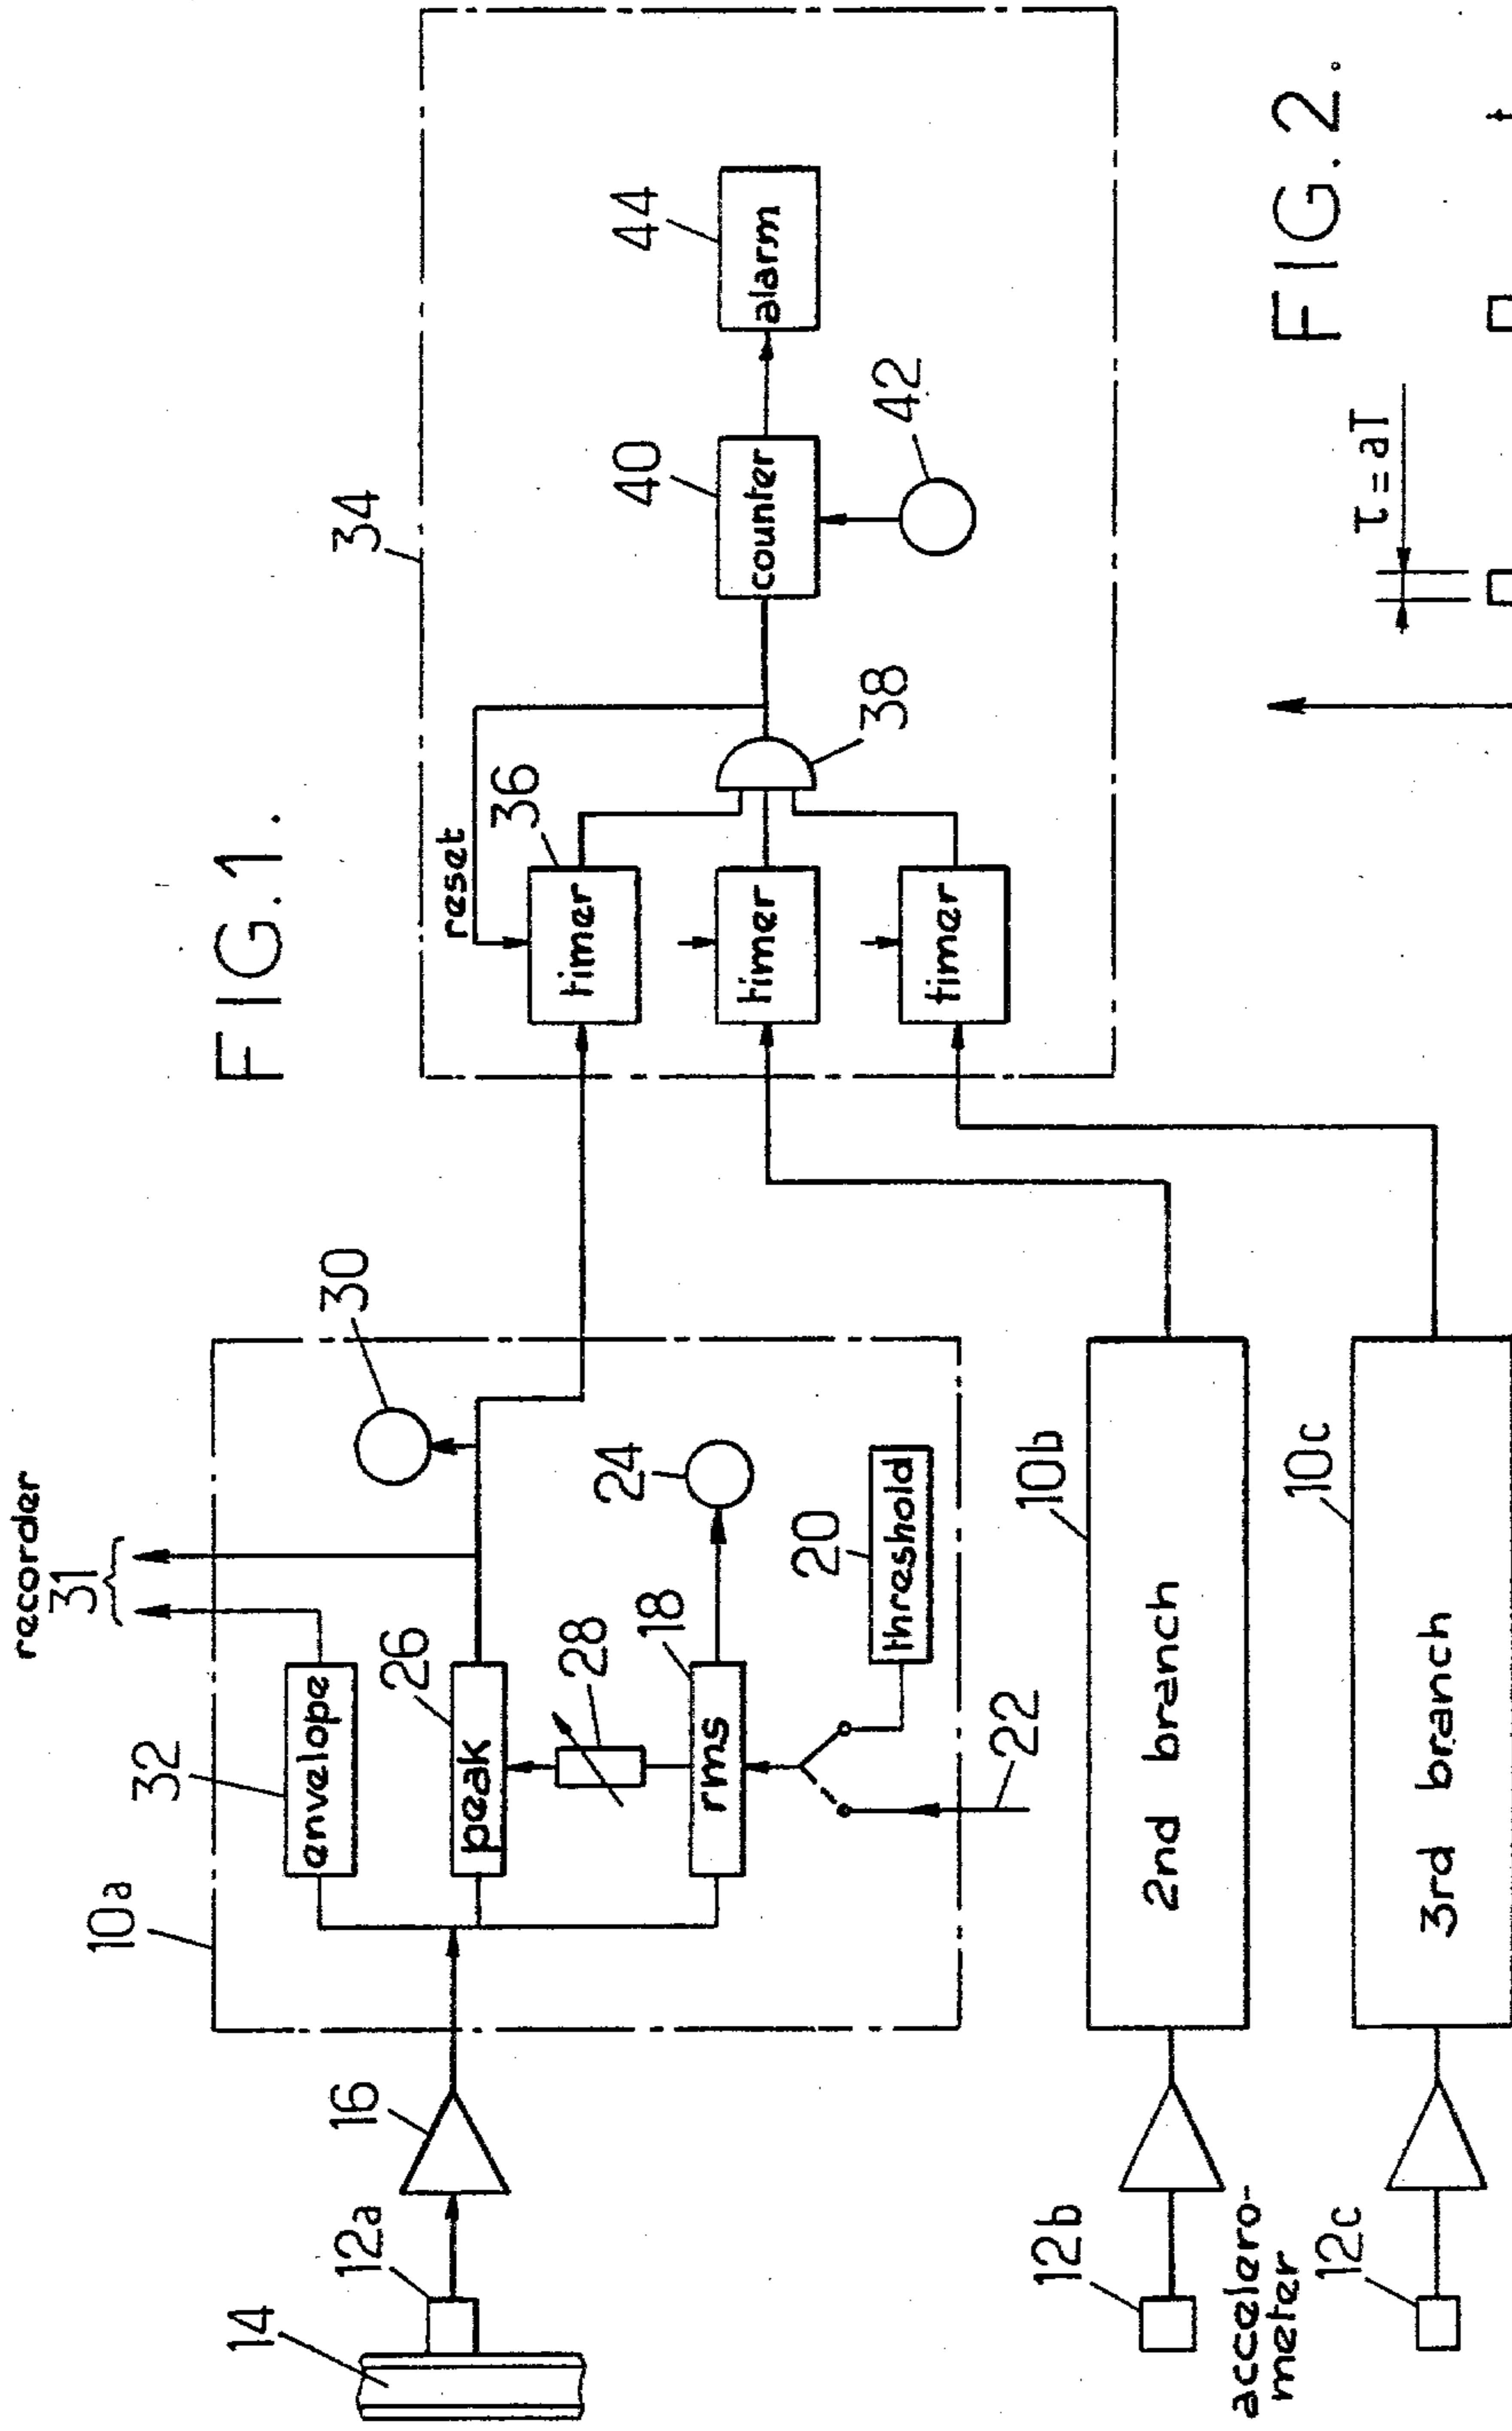 FIG.1.
recorder
31
10a
32
envelope
30
26
peak
28
24
18
rms
20
threshold
22
14
12a
16
12b
accelero-
meter
12c
10b
2nd branch
10c
3rd branch
34
reset
36
timer
timer
timer
38
40
counter
42
44
alarm
FIG.2.
τ=aT
t